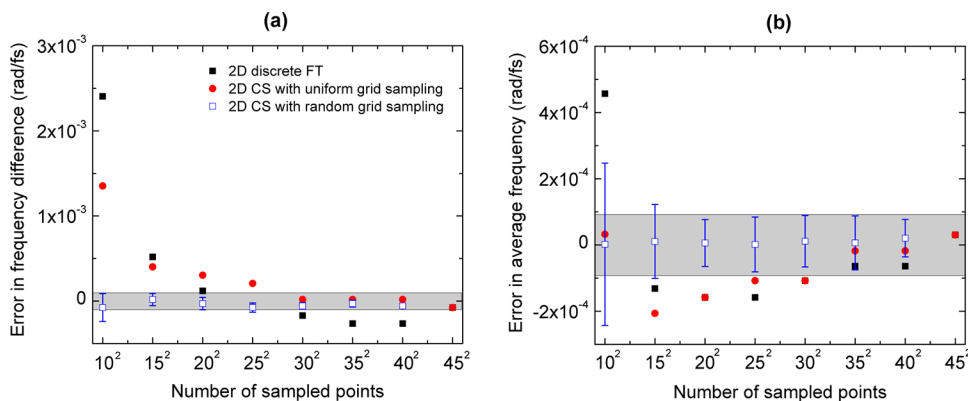 (a)
Error in frequency difference (rad/fs)
3x10⁻³
2x10⁻³
1x10⁻³
0
■ 2D discrete FT
● 2D CS with uniform grid sampling
□ 2D CS with random grid sampling
10² 15² 20² 25² 30² 35² 40² 45²
Number of sampled points
(b)
Error in average frequency (rad/fs)
6x10⁻⁴
4x10⁻⁴
2x10⁻⁴
0
-2x10⁻⁴
10² 15² 20² 25² 30² 35² 40² 45²
Number of sampled points